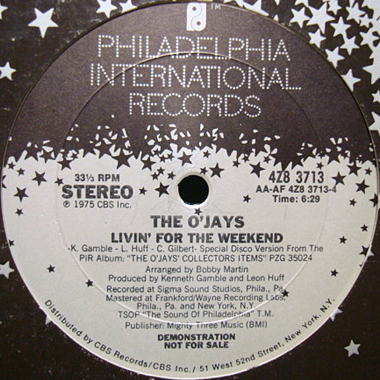 TM
PHILADELPHIA
INTERNATIONAL
RECORDS
33⅓ RPM
STEREO
℗ 1975 CBS Inc.
4Z8 3713
AA-AF 4Z8 3713-4
Time: 6:29
THE O'JAYS
LIVIN' FOR THE WEEKEND
-K. Gamble - L. Huff - C. Gilbert- Special Disco Version From The
PIR Album: "THE O'JAYS' COLLECTORS ITEMS" PZG 35024
Arranged by Bobby Martin
Produced by Kenneth Gamble and Leon Huff
Recorded at Sigma Sound Studios, Phila., Pa.
Mastered at Frankford/Wayne Recording Labs,
Phila., Pa. and New York, N.Y.
TSOP "The Sound Of Philadelphia" T.M.
Publisher: Mighty Three Music (BMI)
DEMONSTRATION
NOT FOR SALE
Distributed by CBS Records/CBS Inc./ 51 West 52nd Street, New York, N.Y.